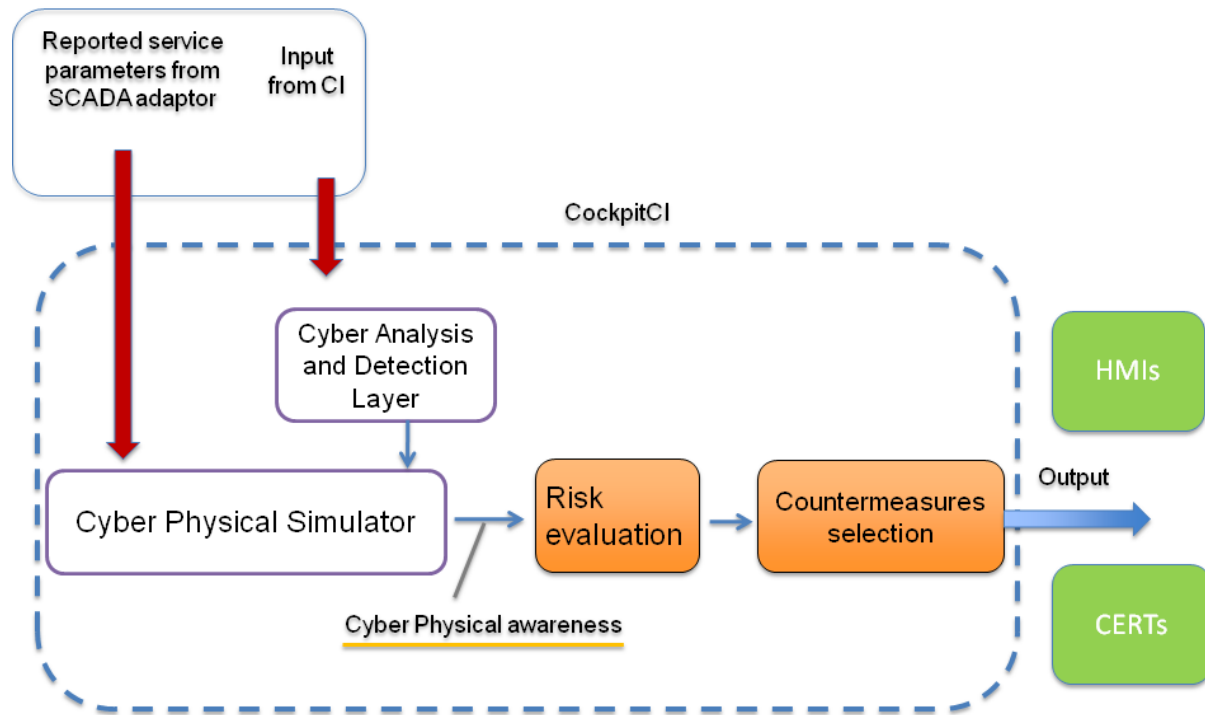 Reported service
parameters from
SCADA adaptor
Input
from CI
CockpitCI
Cyber Analysis
and Detection
Layer
HMIs
Cyber Physical Simulator
Risk
evaluation
Countermeasures
selection
Output
Cyber Physical awareness
CERTs